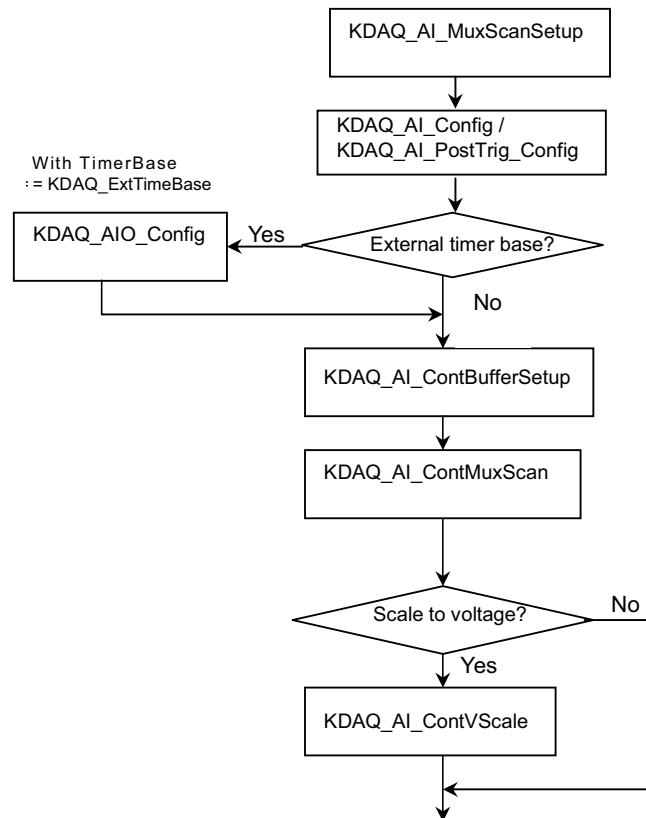 KDAQ_AI_MuxScanSetup
KDAQ_AI_Config /
KDAQ_AI_PostTrig_Config
With TimerBase
:= KDAQ_ExtTimeBase
KDAQ_AIO_Config
Yes
External timer base?
No
KDAQ_AI_ContBufferSetup
KDAQ_AI_ContMuxScan
Scale to voltage?
No
Yes
KDAQ_AI_ContVScale